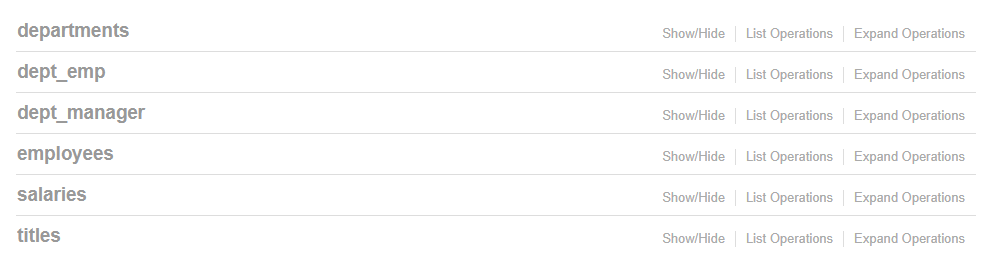 departments Show/Hide List Operations Expand Operations
dept_emp Show/Hide List Operations Expand Operations
dept_manager Show/Hide List Operations Expand Operations
employees Show/Hide List Operations Expand Operations
salaries Show/Hide List Operations Expand Operations
titles Show/Hide List Operations Expand Operations